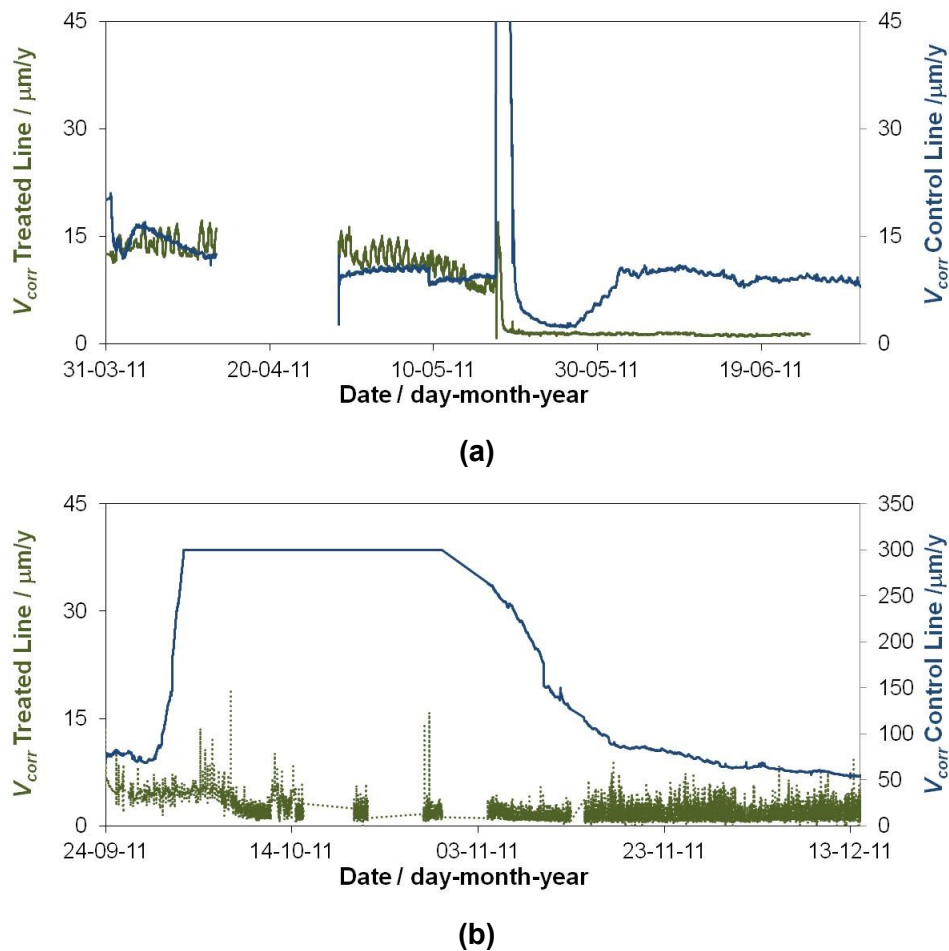 45
30
15
0
V_corr Treated Line / μm/y
45
30
15
0
V_corr Control Line /μm/y
31-03-11 20-04-11 10-05-11 30-05-11 19-06-11
Date / day-month-year
(a)
45
30
15
0
V_corr Treated Line / μm/y
350
300
250
200
150
100
50
0
V_corr Control Line /μm/y
24-09-11 14-10-11 03-11-11 23-11-11 13-12-11
Date / day-month-year
(b)